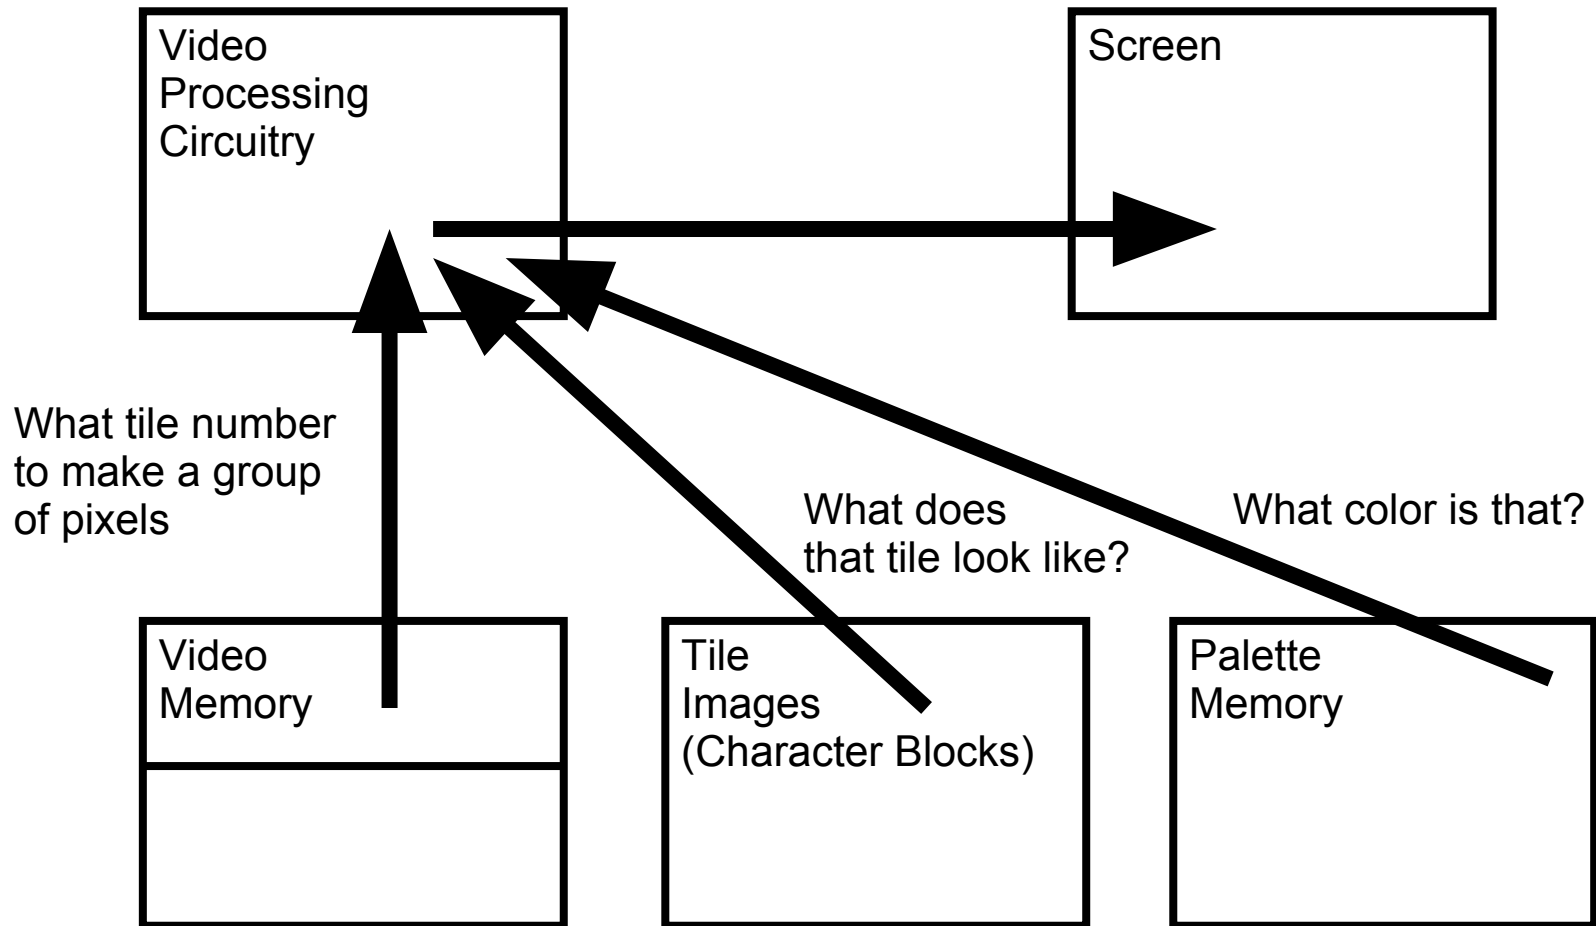 Video
Processing
Circuitry
Screen
What tile number
to make a group
of pixels
What does
that tile look like?
What color is that?
Video
Memory
Tile
Images
(Character Blocks)
Palette
Memory